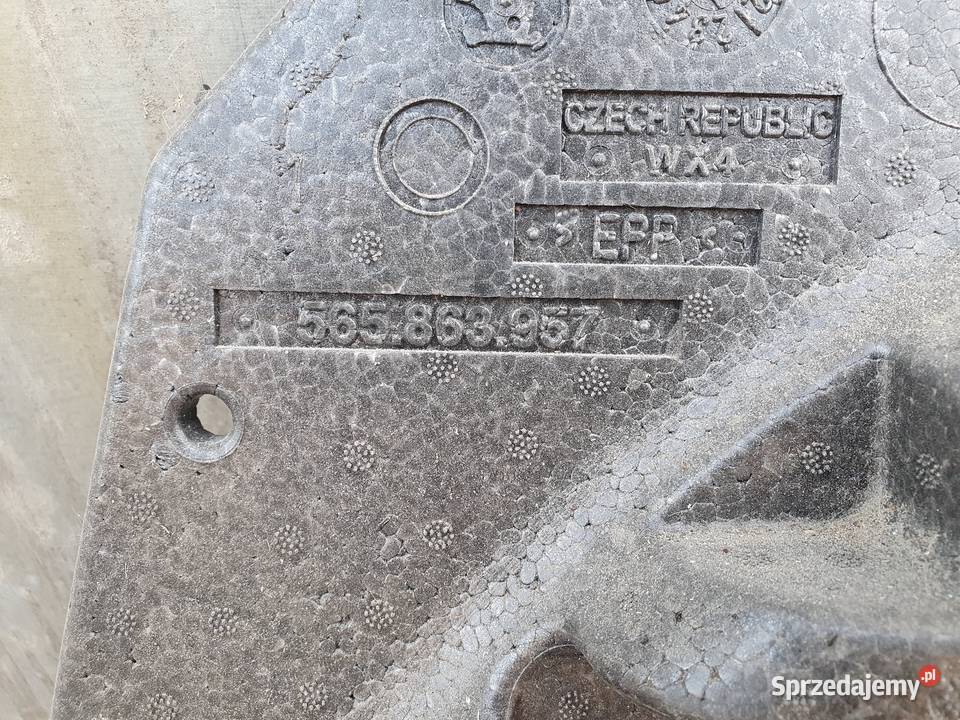 CZECH REPUBLIC
WX4
> EPP <
565.863.957
Sprzedajemy.pl